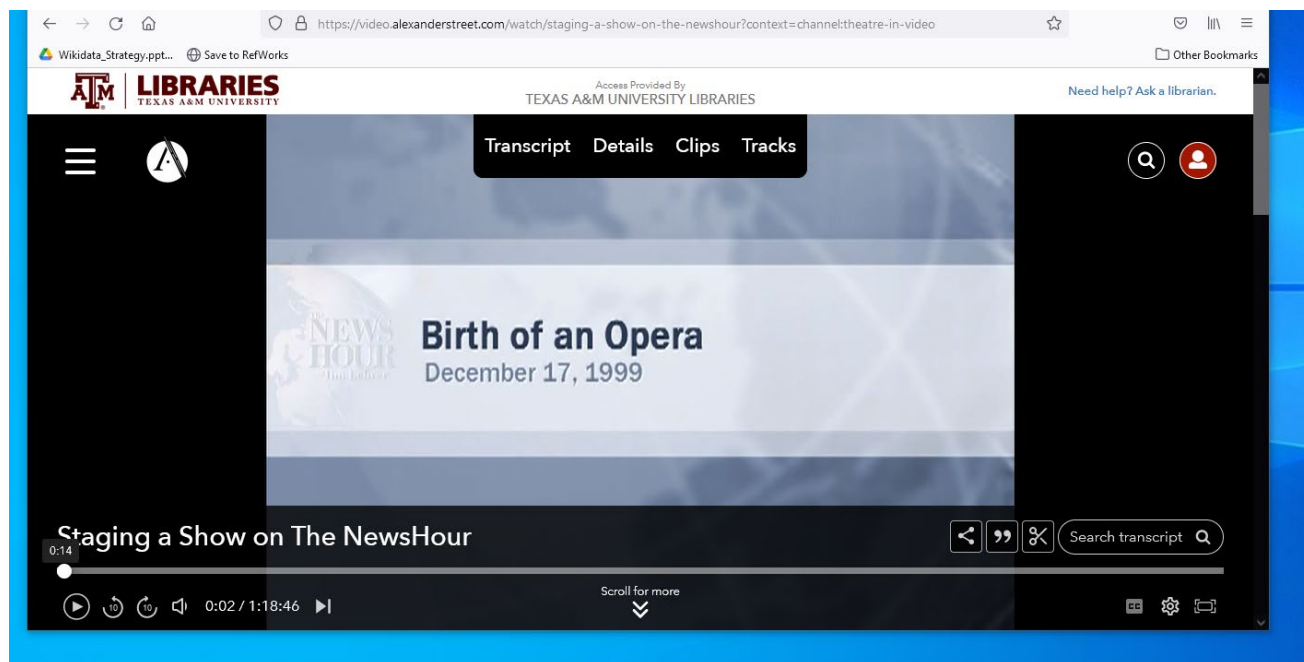 https://video.alexanderstreet.com/watch/staging-a-show-on-the-newshour?context=channel:theatre-in-video
Wikidata_Strategy.ppt... Save to RefWorks Other Bookmarks
ĀM LIBRARIES
TEXAS A&M UNIVERSITY
Access Provided By
TEXAS A&M UNIVERSITY LIBRARIES
Need help? Ask a librarian.
Transcript Details Clips Tracks
NEWS
HOUR
Birth of an Opera
December 17, 1999
Staging a Show on The NewsHour
Search transcript
0:14
10 10 0:02 / 1:18:46
Scroll for more
CC